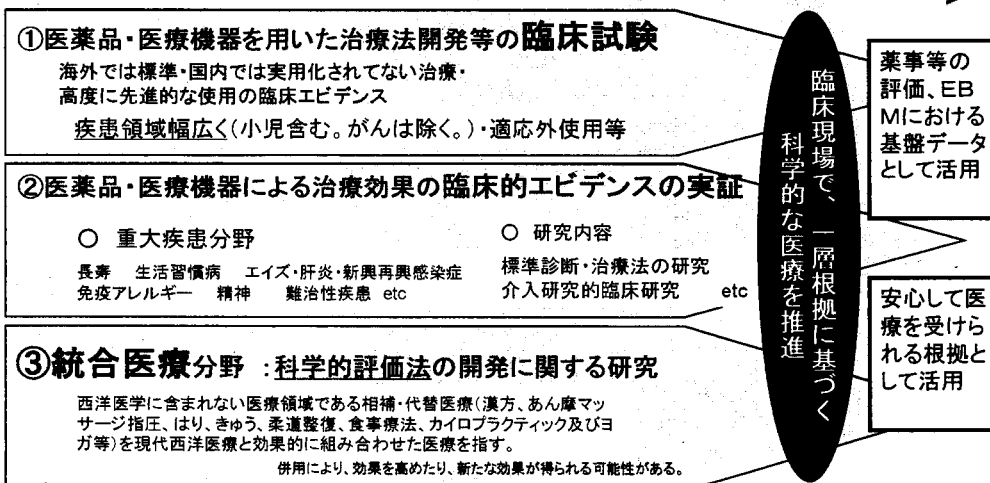 ①医薬品・医療機器を用いた治療法開発等の臨床試験
海外では標準・国内では実用化されてない治療・
高度に先進的な使用の臨床エビデンス
疾患領域幅広く(小児含む。がんは除く。)・適応外使用等
②医薬品・医療機器による治療効果の臨床的エビデンスの実証
○ 重大疾患分野
長寿 生活習慣病 エイズ・肝炎・新興再興感染症
免疫アレルギー 精神 難治性疾患 etc
○ 研究内容
標準診断・治療法の研究
介入研究的臨床研究 etc
③統合医療分野 :科学的評価法の開発に関する研究
西洋医学に含まれない医療領域である相補・代替医療(漢方、あん摩マッ
サージ指圧、はり、きゅう、柔道整復、食事療法、カイロプラクティック及びヨ
ガ等)を現代西洋医療と効果的に組み合わせた医療を指す。
併用により、効果を高めたり、新たな効果が得られる可能性がある。
臨床現場で、一層根拠に基づく
科学的な医療を推進
薬事等の
評価、EB
Mにおける
基盤データ
として活用
安心して医
療を受けら
れる根拠と
して活用